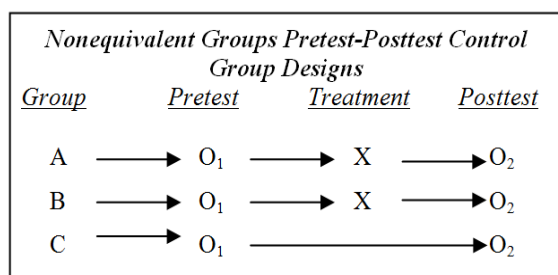 Nonequivalent Groups Pretest-Posttest Control
Group Designs
Group Pretest Treatment Posttest
A O₁ X O₂
B O₁ X O₂
C O₁ O₂